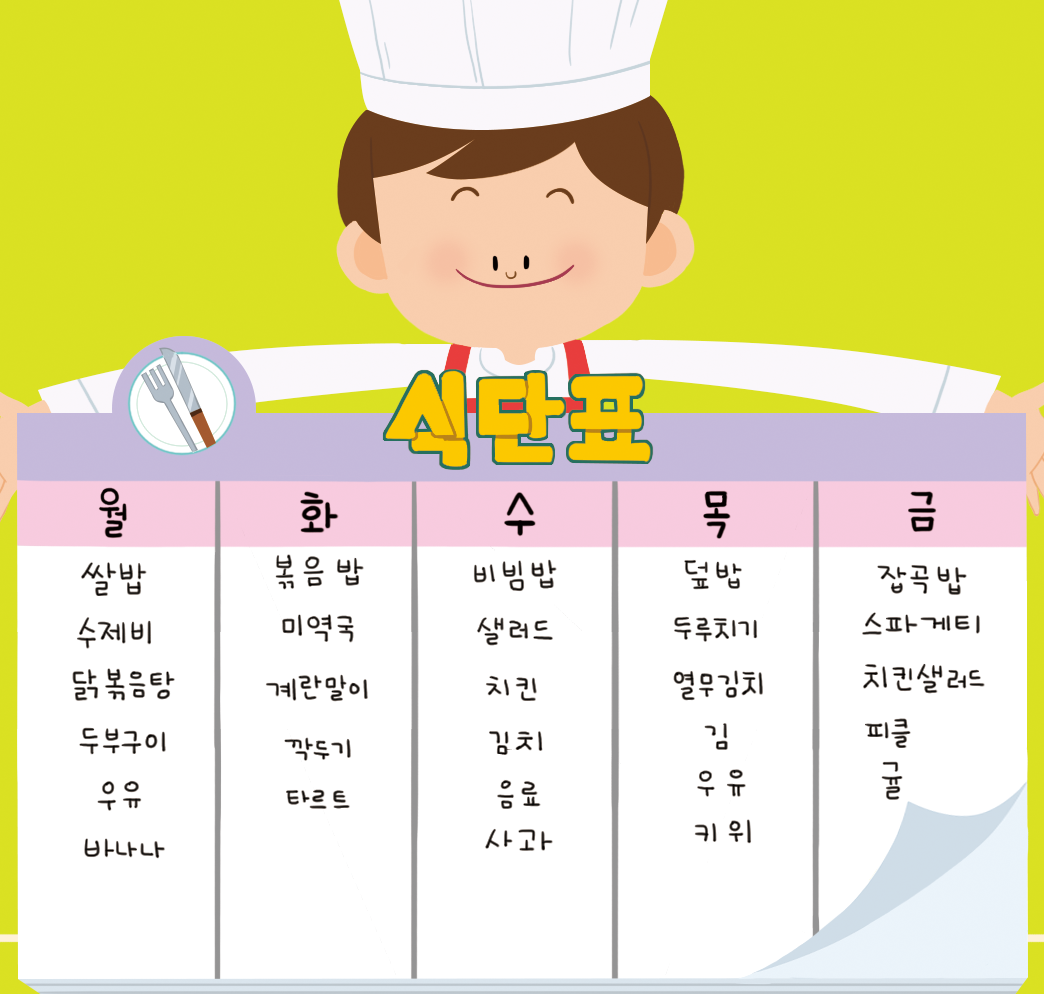 식단표
월 화 수 목 금
쌀밥 볶음밥 비빔밥 덮밥 잡곡밥
수제비 미역국 샐러드 두루치기 스파게티
닭볶음탕 계란말이 치킨 열무김치 치킨샐러드
두부구이 깍두기 김치 김 피클
우유 타르트 음료 우유 귤
바나나 사과 키위